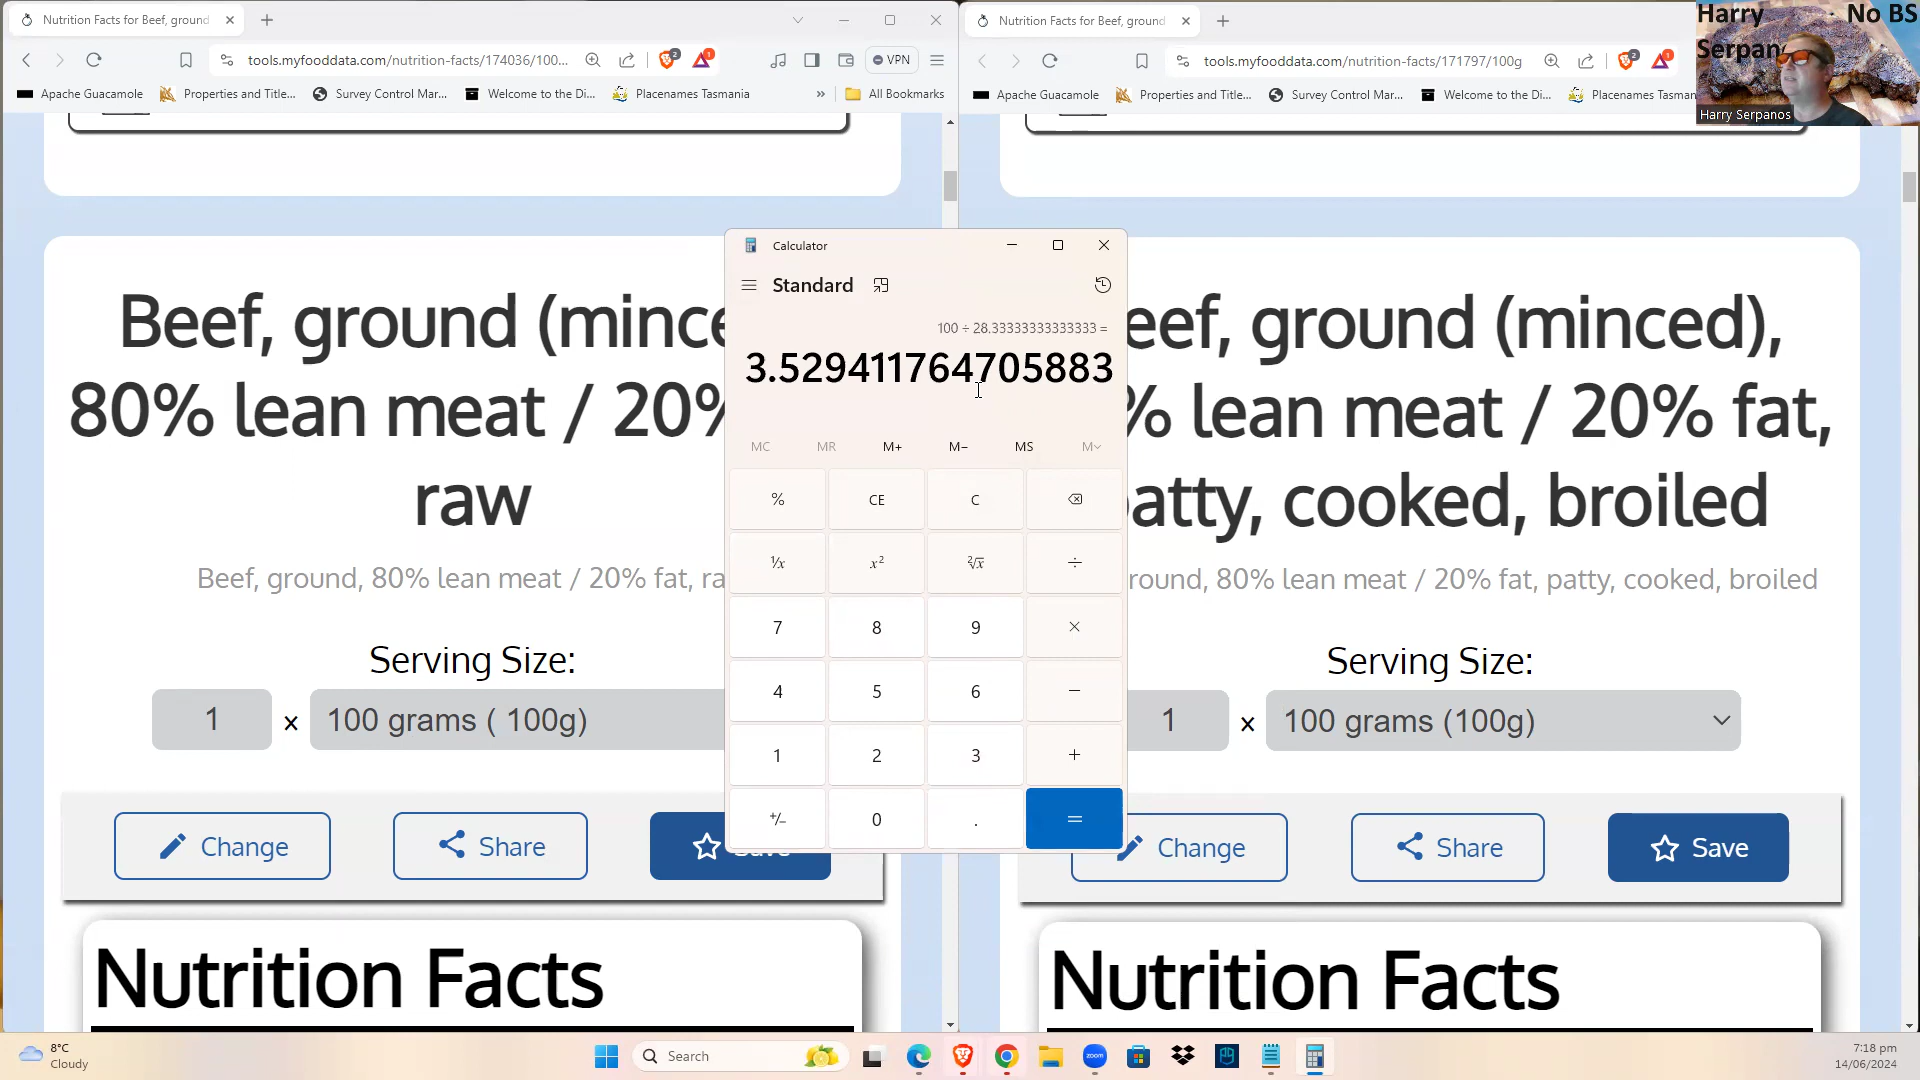 Nutrition Facts for Beef, ground
tools.myfooddata.com/nutrition-facts/174036/100...
2
1
VPN
Apache Guacamole
Properties and Title...
Survey Control Mar...
Welcome to the Di...
Placenames Tasmania
»
All Bookmarks
Nutrition Facts for Beef, ground
tools.myfooddata.com/nutrition-facts/171797/100g
2
1
Apache Guacamole
Properties and Title...
Survey Control Mar...
Welcome to the Di...
Placenames Tasman
Harry - No BS
Serpan
Harry Serpanos
Beef, ground (mince
80% lean meat / 20%
raw
Beef, ground, 80% lean meat / 20% fat, ra
Serving Size:
1 × 100 grams ( 100g)
Change
Share
Save
Nutrition Facts
Calculator
Standard
100 ÷ 28.33333333333333 =
3.529411764705883
MC MR M+ M− MS M˅
% CE C
⅟x x² ²√x ÷
7 8 9 ×
4 5 6 −
1 2 3 +
+/− 0 . =
eef, ground (minced),
% lean meat / 20% fat,
patty, cooked, broiled
round, 80% lean meat / 20% fat, patty, cooked, broiled
Serving Size:
1 × 100 grams (100g)
Change
Share
Save
Nutrition Facts
8°C
Cloudy
Search
zoom
7:18 pm
14/06/2024